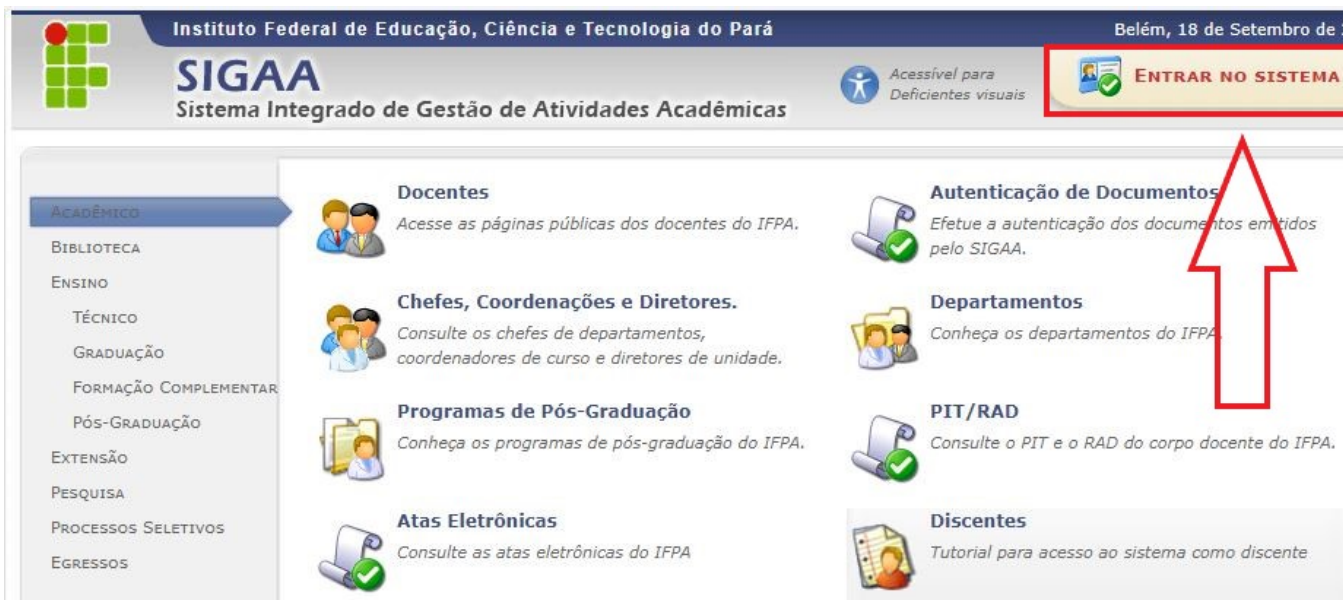 Instituto Federal de Educação, Ciência e Tecnologia do Pará
Belém, 18 de Setembro de
SIGAA
Sistema Integrado de Gestão de Atividades Acadêmicas
Acessível para
Deficientes visuais
ENTRAR NO SISTEMA
ACADÊMICO
BIBLIOTECA
ENSINO
TÉCNICO
GRADUAÇÃO
FORMAÇÃO COMPLEMENTAR
PÓS-GRADUAÇÃO
EXTENSÃO
PESQUISA
PROCESSOS SELETIVOS
EGRESSOS
Docentes
Acesse as páginas públicas dos docentes do IFPA.
Autenticação de Documentos
Efetue a autenticação dos documentos emitidos
pelo SIGAA.
Chefes, Coordenações e Diretores.
Consulte os chefes de departamentos,
coordenadores de curso e diretores de unidade.
Departamentos
Conheça os departamentos do IFPA.
Programas de Pós-Graduação
Conheça os programas de pós-graduação do IFPA.
PIT/RAD
Consulte o PIT e o RAD do corpo docente do IFPA.
Atas Eletrônicas
Consulte as atas eletrônicas do IFPA
Discentes
Tutorial para acesso ao sistema como discente